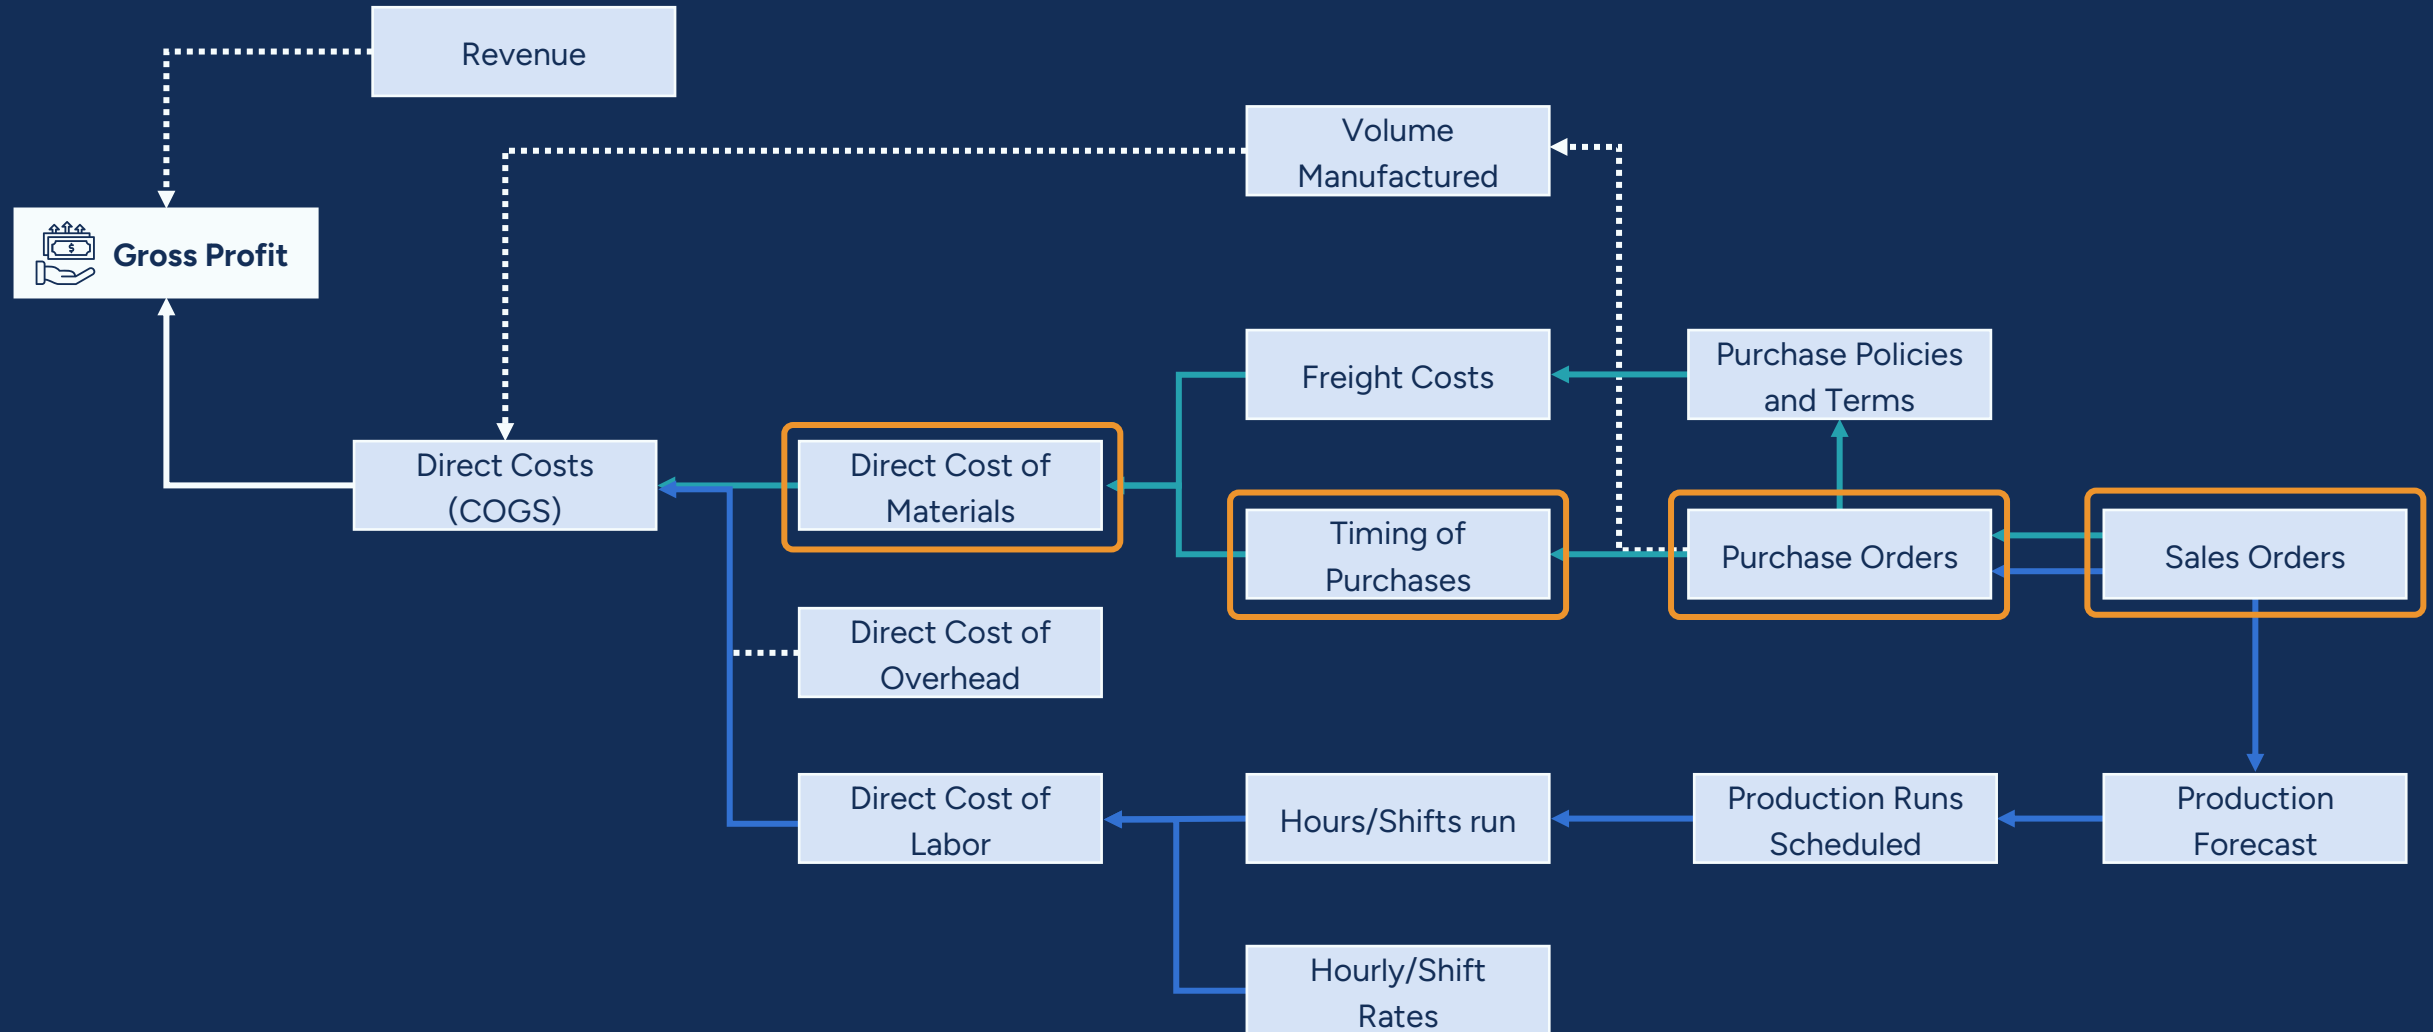 Revenue
Volume
Manufactured
$
Gross Profit
Freight Costs
Purchase Policies
and Terms
Direct Costs
(COGS)
Direct Cost of
Materials
Timing of
Purchases
Purchase Orders
Sales Orders
Direct Cost of
Overhead
Direct Cost of
Labor
Hours/Shifts run
Production Runs
Scheduled
Production
Forecast
Hourly/Shift
Rates